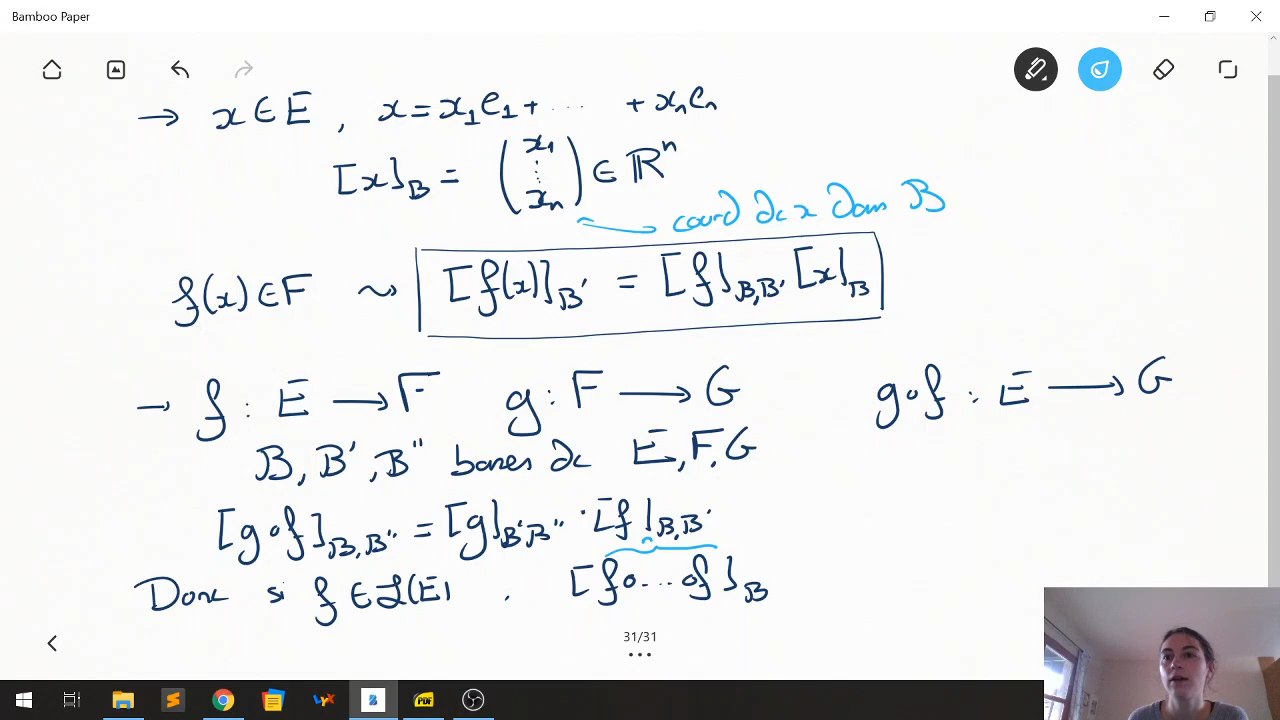 Bamboo Paper
→ x ∈ E, x = x₁e₁ + ... + xₙeₙ
[x]_B = (x₁ ⋮ xₙ) ∈ ℝⁿ
coord de x dans B
f(x) ∈ F ⇝ [f(x)]_B' = [f]_B,B' [x]_B
→ f : E ⟶ F g : F ⟶ G g∘f : E ⟶ G
B, B', B'' bases de E, F, G
[g∘f]_B,B'' = [g]_B',B'' · [f]_B,B'
Donc si f ∈ ℒ(E), [f∘...∘f]_B
31/31